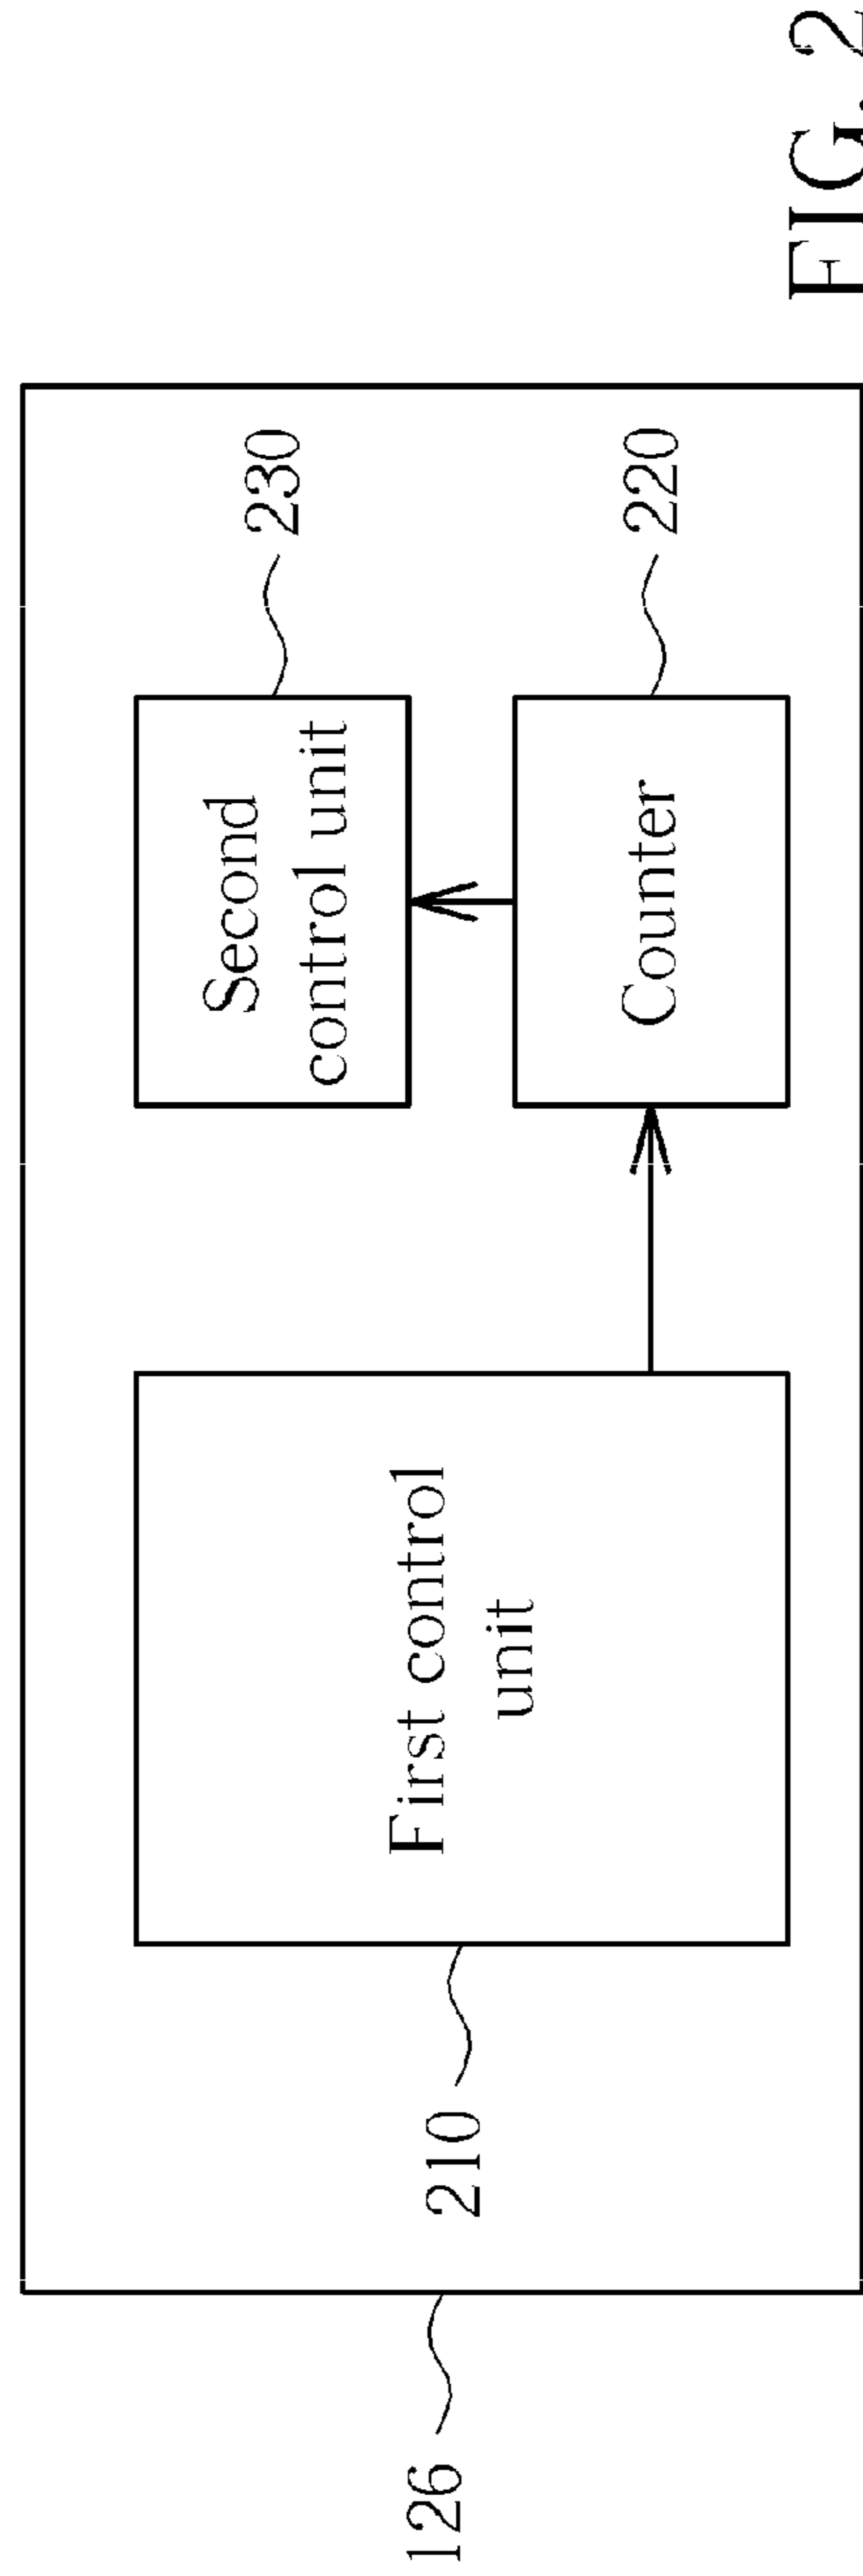 126
210
First control
unit
Second
control unit
230
Counter
220
FIG. 2